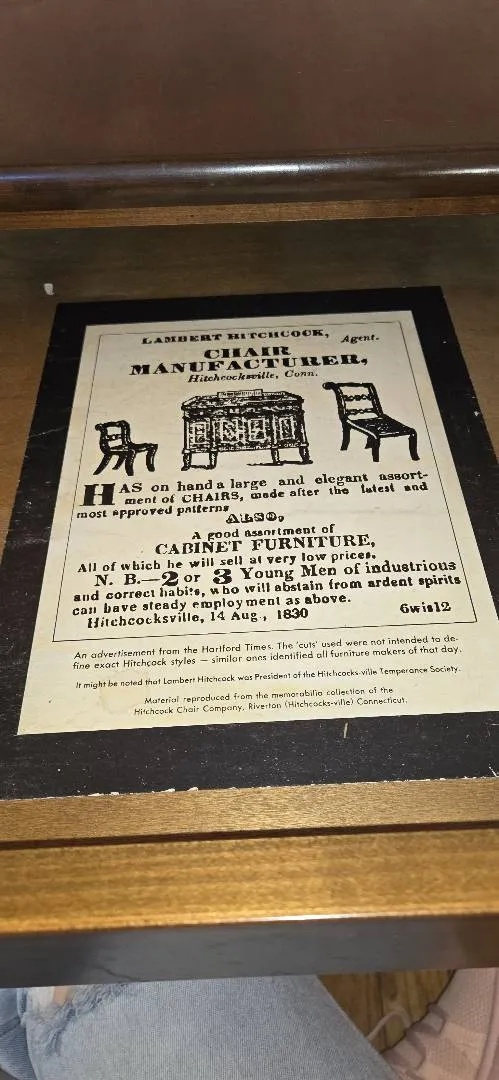 LAMBERT HITCHCOCK, Agent.
CHAIR
MANUFACTURER,
Hitchcocksville, Conn.
HAS on hand a large and elegant assort-
ment of CHAIRS, made after the latest and
most approved patterns
ALSO,
A good assortment of
CABINET FURNITURE,
All of which he will sell at very low prices.
N. B.—2 or 3 Young Men of industrious
and correct habits, who will abstain from ardent spirits
can have steady employment as above.
Hitchcocksville, 14 Aug., 1830 6wis12
An advertisement from the Hartford Times. The 'cuts' used were not intended to de-
fine exact Hitchcock styles — similar ones identified all furniture makers of that day.
It might be noted that Lambert Hitchcock was President of the Hitchcocks-ville Temperance Society.
Material reproduced from the memorabilia collection of the
Hitchcock Chair Company, Riverton (Hitchcocks-ville) Connecticut.